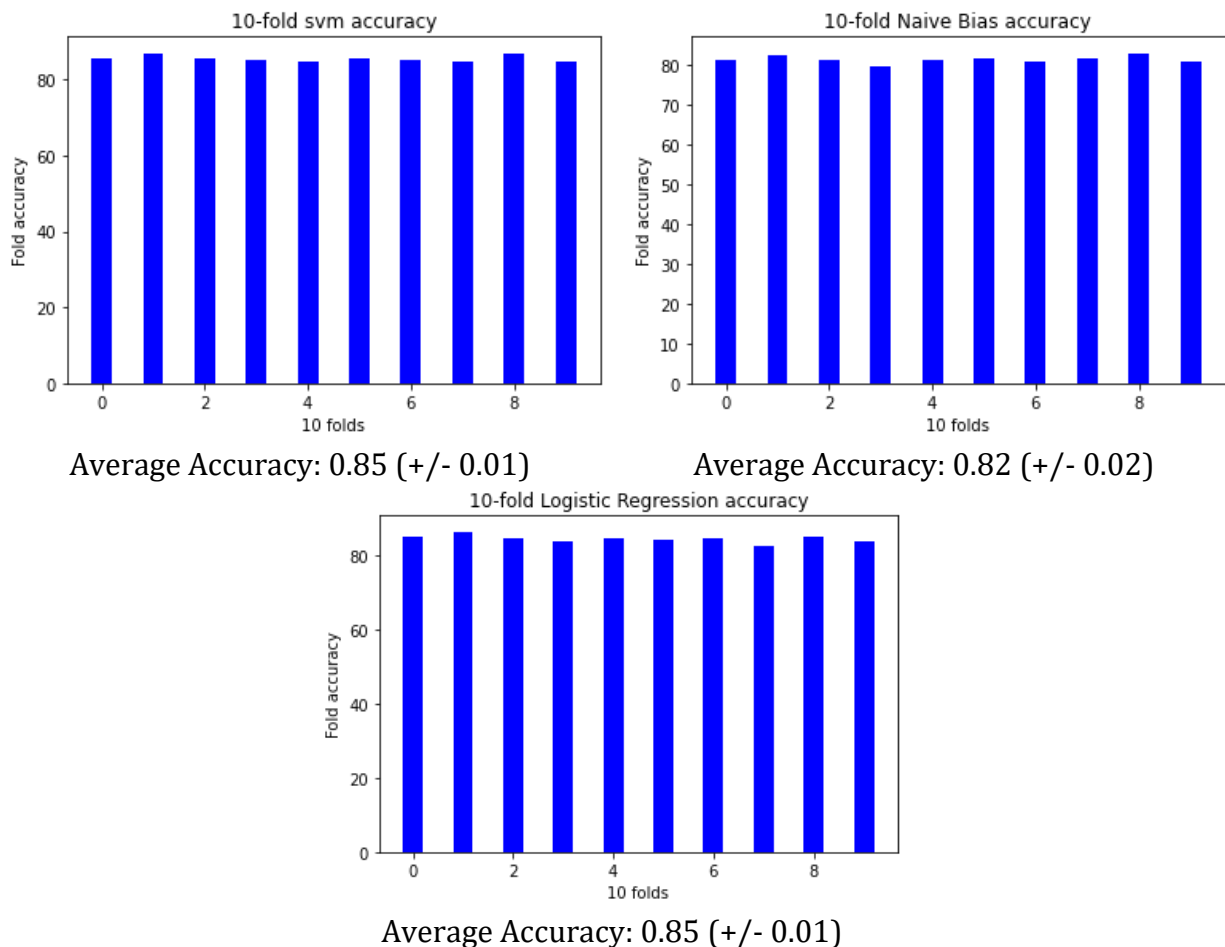 10-fold svm accuracy
80
60
40
20
0
Fold accuracy
0 2 4 6 8
10 folds
Average Accuracy: 0.85 (+/- 0.01)
10-fold Naive Bias accuracy
80
70
60
50
40
30
20
10
0
Fold accuracy
0 2 4 6 8
10 folds
Average Accuracy: 0.82 (+/- 0.02)
10-fold Logistic Regression accuracy
80
60
40
20
0
Fold accuracy
0 2 4 6 8
10 folds
Average Accuracy: 0.85 (+/- 0.01)